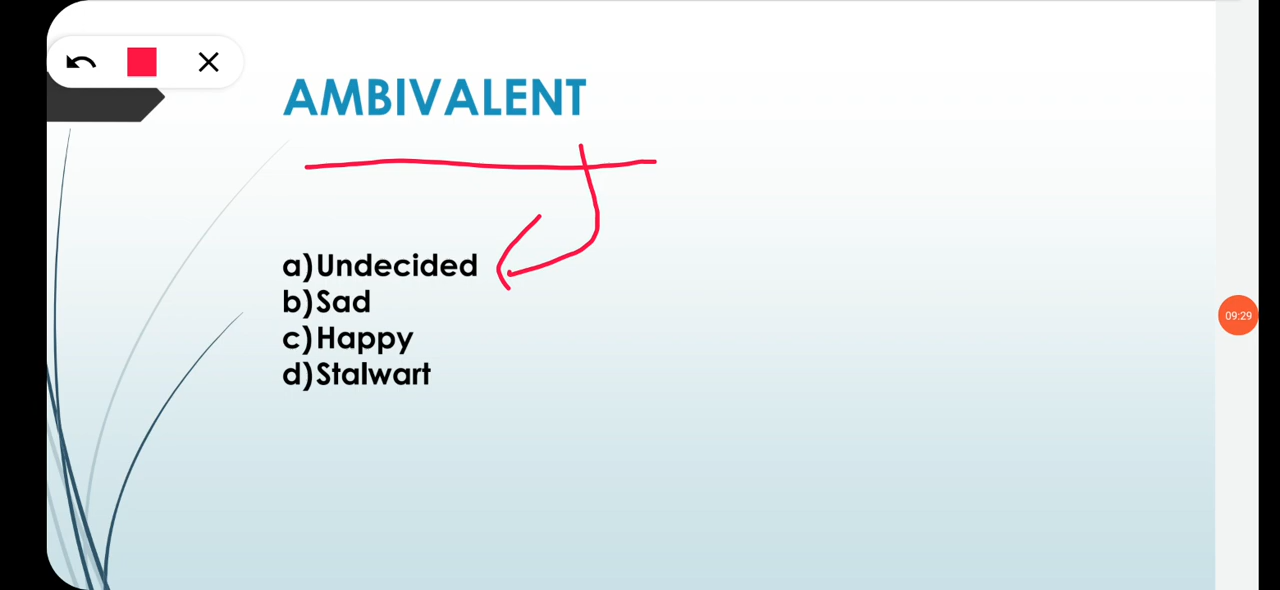 AMBIVALENT
a)Undecided
b)Sad
c)Happy
d)Stalwart
09:29